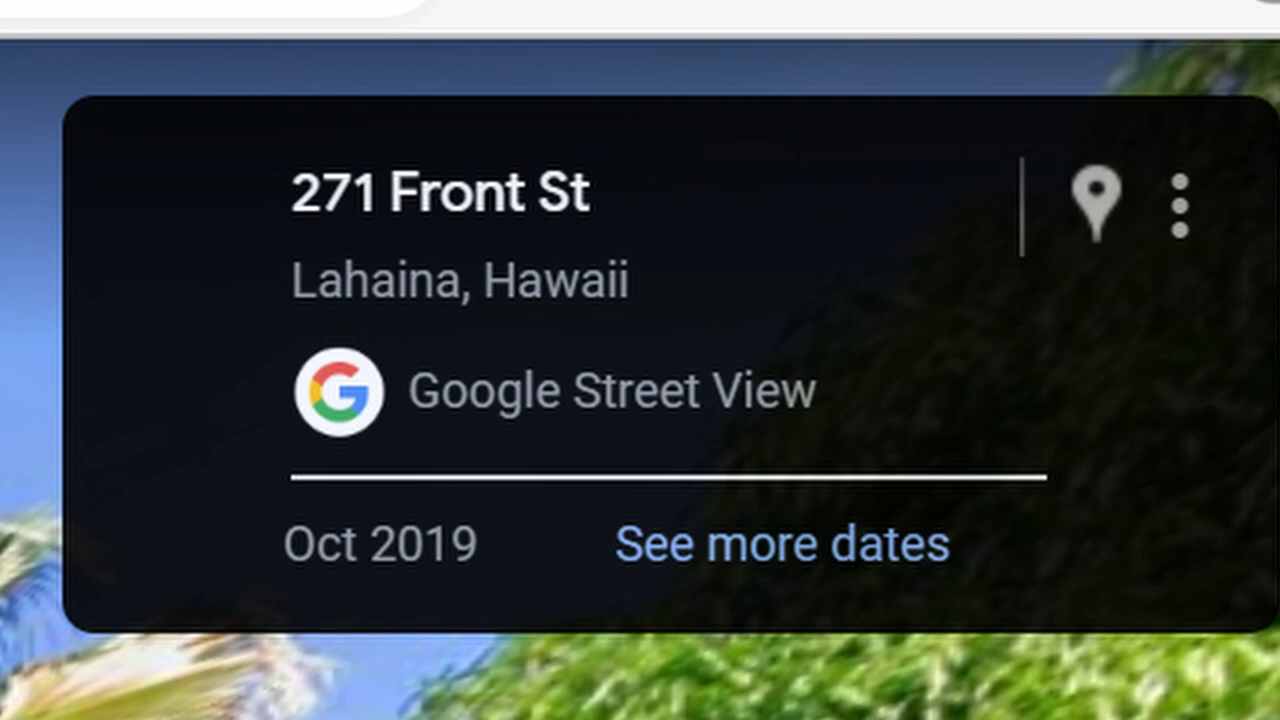 271 Front St
Lahaina, Hawaii
Google Street View
Oct 2019 See more dates